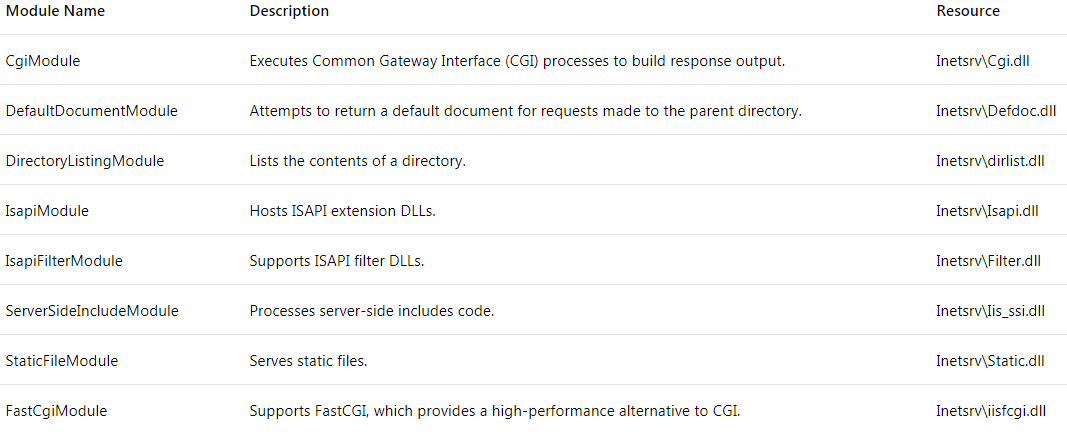 Module Name Description Resource
CgiModule Executes Common Gateway Interface (CGI) processes to build response output. Inetsrv\Cgi.dll
DefaultDocumentModule Attempts to return a default document for requests made to the parent directory. Inetsrv\Defdoc.dll
DirectoryListingModule Lists the contents of a directory. Inetsrv\dirlist.dll
IsapiModule Hosts ISAPI extension DLLs. Inetsrv\Isapi.dll
IsapiFilterModule Supports ISAPI filter DLLs. Inetsrv\Filter.dll
ServerSideIncludeModule Processes server-side includes code. Inetsrv\Iis_ssi.dll
StaticFileModule Serves static files. Inetsrv\Static.dll
FastCgiModule Supports FastCGI, which provides a high-performance alternative to CGI. Inetsrv\iisfcgi.dll